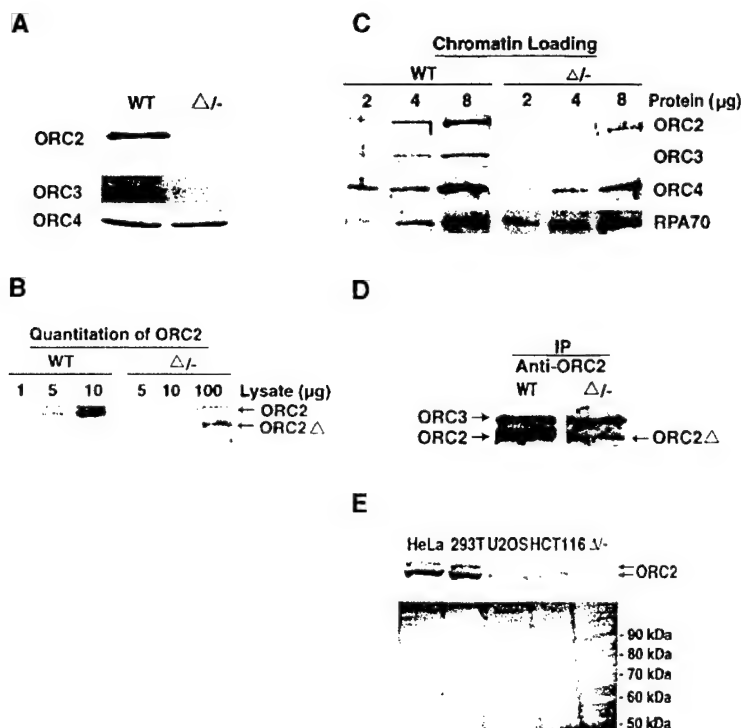 A
WT △/-
ORC2
ORC3
ORC4
B
Quantitation of ORC2
WT △/-
1 5 10 5 10 100 Lysate (µg)
← ORC2
← ORC2 △
C
Chromatin Loading
WT △/-
2 4 8 2 4 8 Protein (µg)
ORC2
ORC3
ORC4
RPA70
D
IP
Anti-ORC2
WT △/-
ORC3 →
ORC2 → ← ORC2 △
E
HeLa 293T U2OS HCT116 △/-
ORC2
- 90 kDa
- 80 kDa
- 70 kDa
- 60 kDa
- 50 kDa